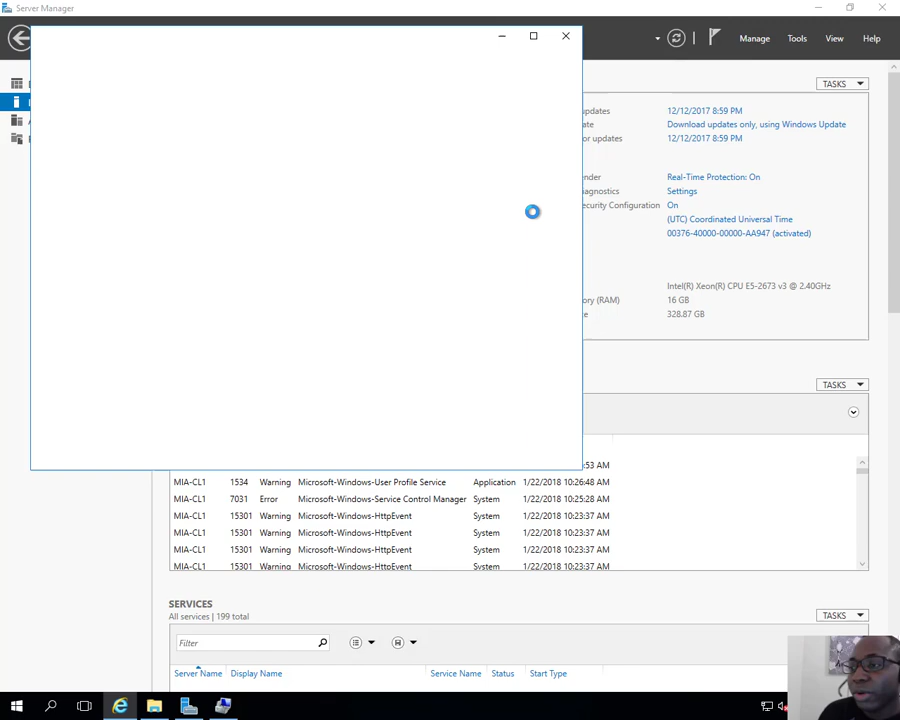 Server Manager
Manage Tools View Help
TASKS
updates 12/12/2017 8:59 PM
Download updates only, using Windows Update
or updates 12/12/2017 8:59 PM
Real-Time Protection: On
Settings
ecurity Configuration On
(UTC) Coordinated Universal Time
00376-40000-00000-AA947 (activated)
Intel(R) Xeon(R) CPU E5-2673 v3 @ 2.40GHz
ory (RAM) 16 GB
328.87 GB
TASKS
:53 AM
MIA-CL1 1534 Warning Microsoft-Windows-User Profile Service Application 1/22/2018 10:26:48 AM
MIA-CL1 7031 Error Microsoft-Windows-Service Control Manager System 1/22/2018 10:25:28 AM
MIA-CL1 15301 Warning Microsoft-Windows-HttpEvent System 1/22/2018 10:23:37 AM
MIA-CL1 15301 Warning Microsoft-Windows-HttpEvent System 1/22/2018 10:23:37 AM
MIA-CL1 15301 Warning Microsoft-Windows-HttpEvent System 1/22/2018 10:23:37 AM
MIA-CL1 15301 Warning Microsoft-Windows-HttpEvent System 1/22/2018 10:23:37 AM
SERVICES
All services | 199 total
TASKS
Filter
Server Name Display Name Service Name Status Start Type